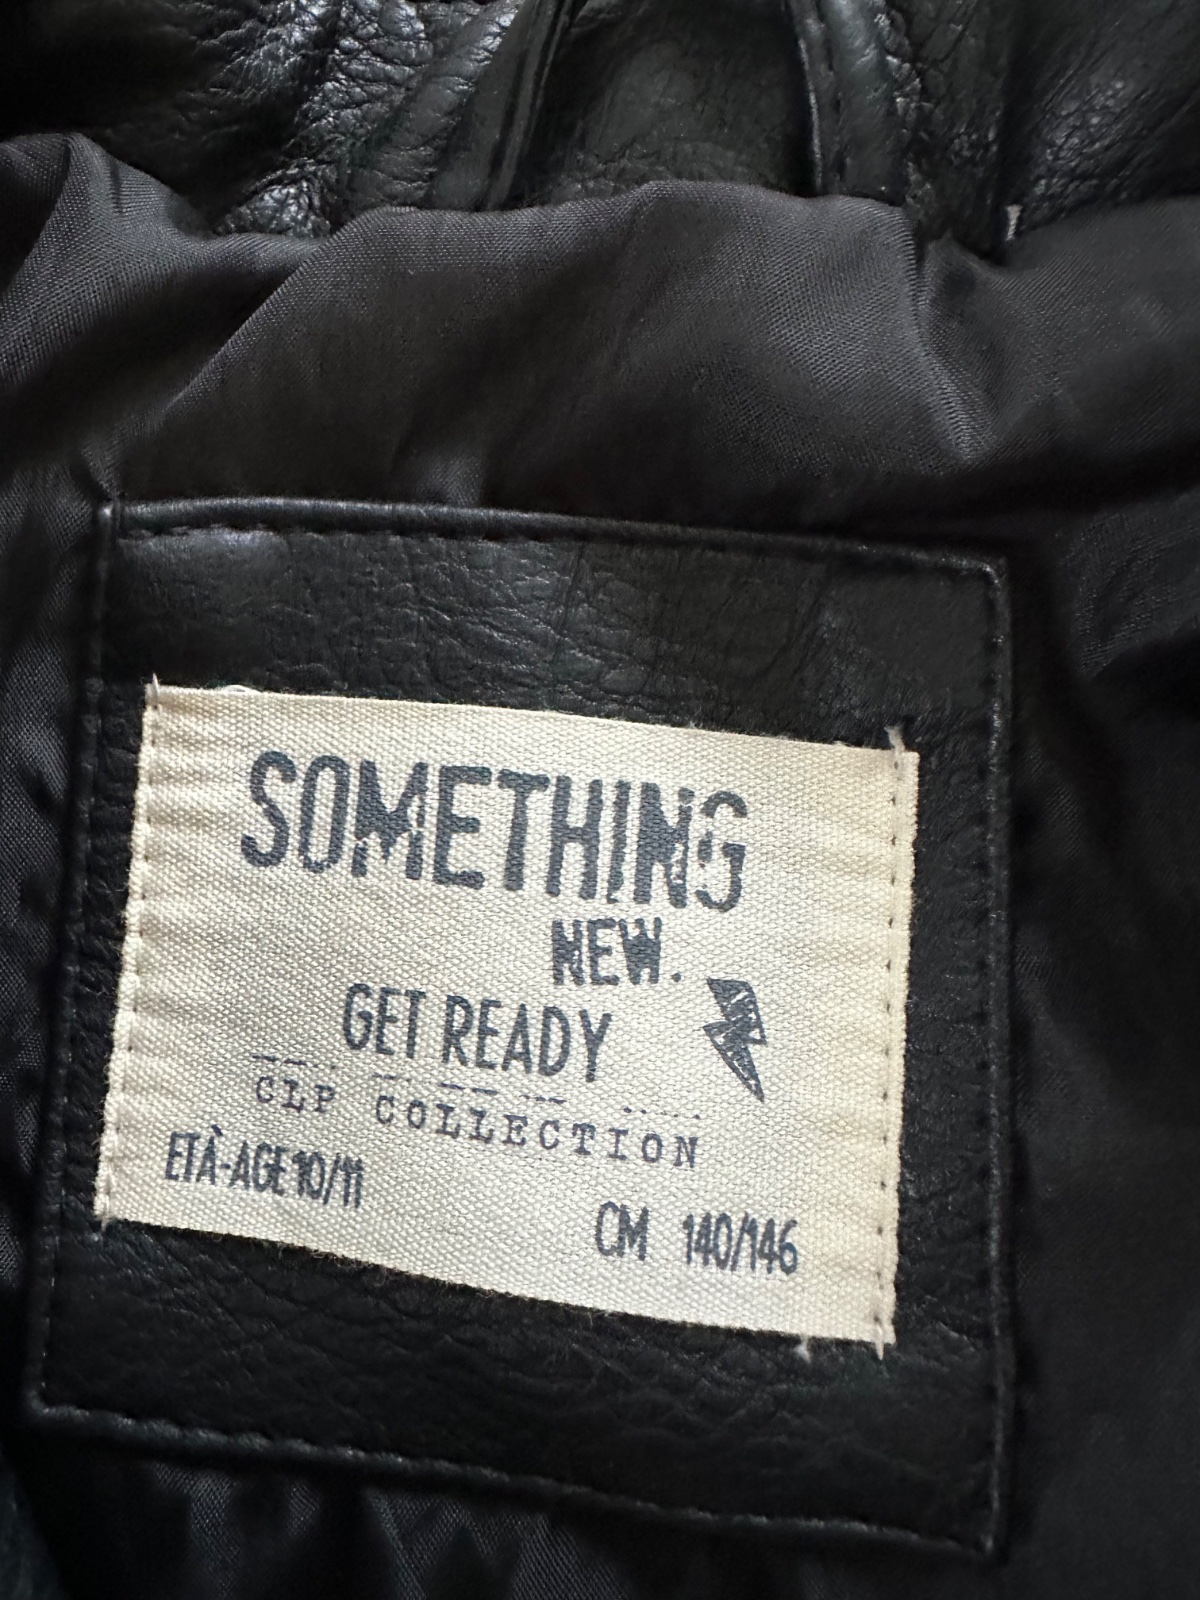 SOMETHING
NEW.
GET READY
CLP COLLECTION
ETÀ-AGE 10/11
CM 140/146